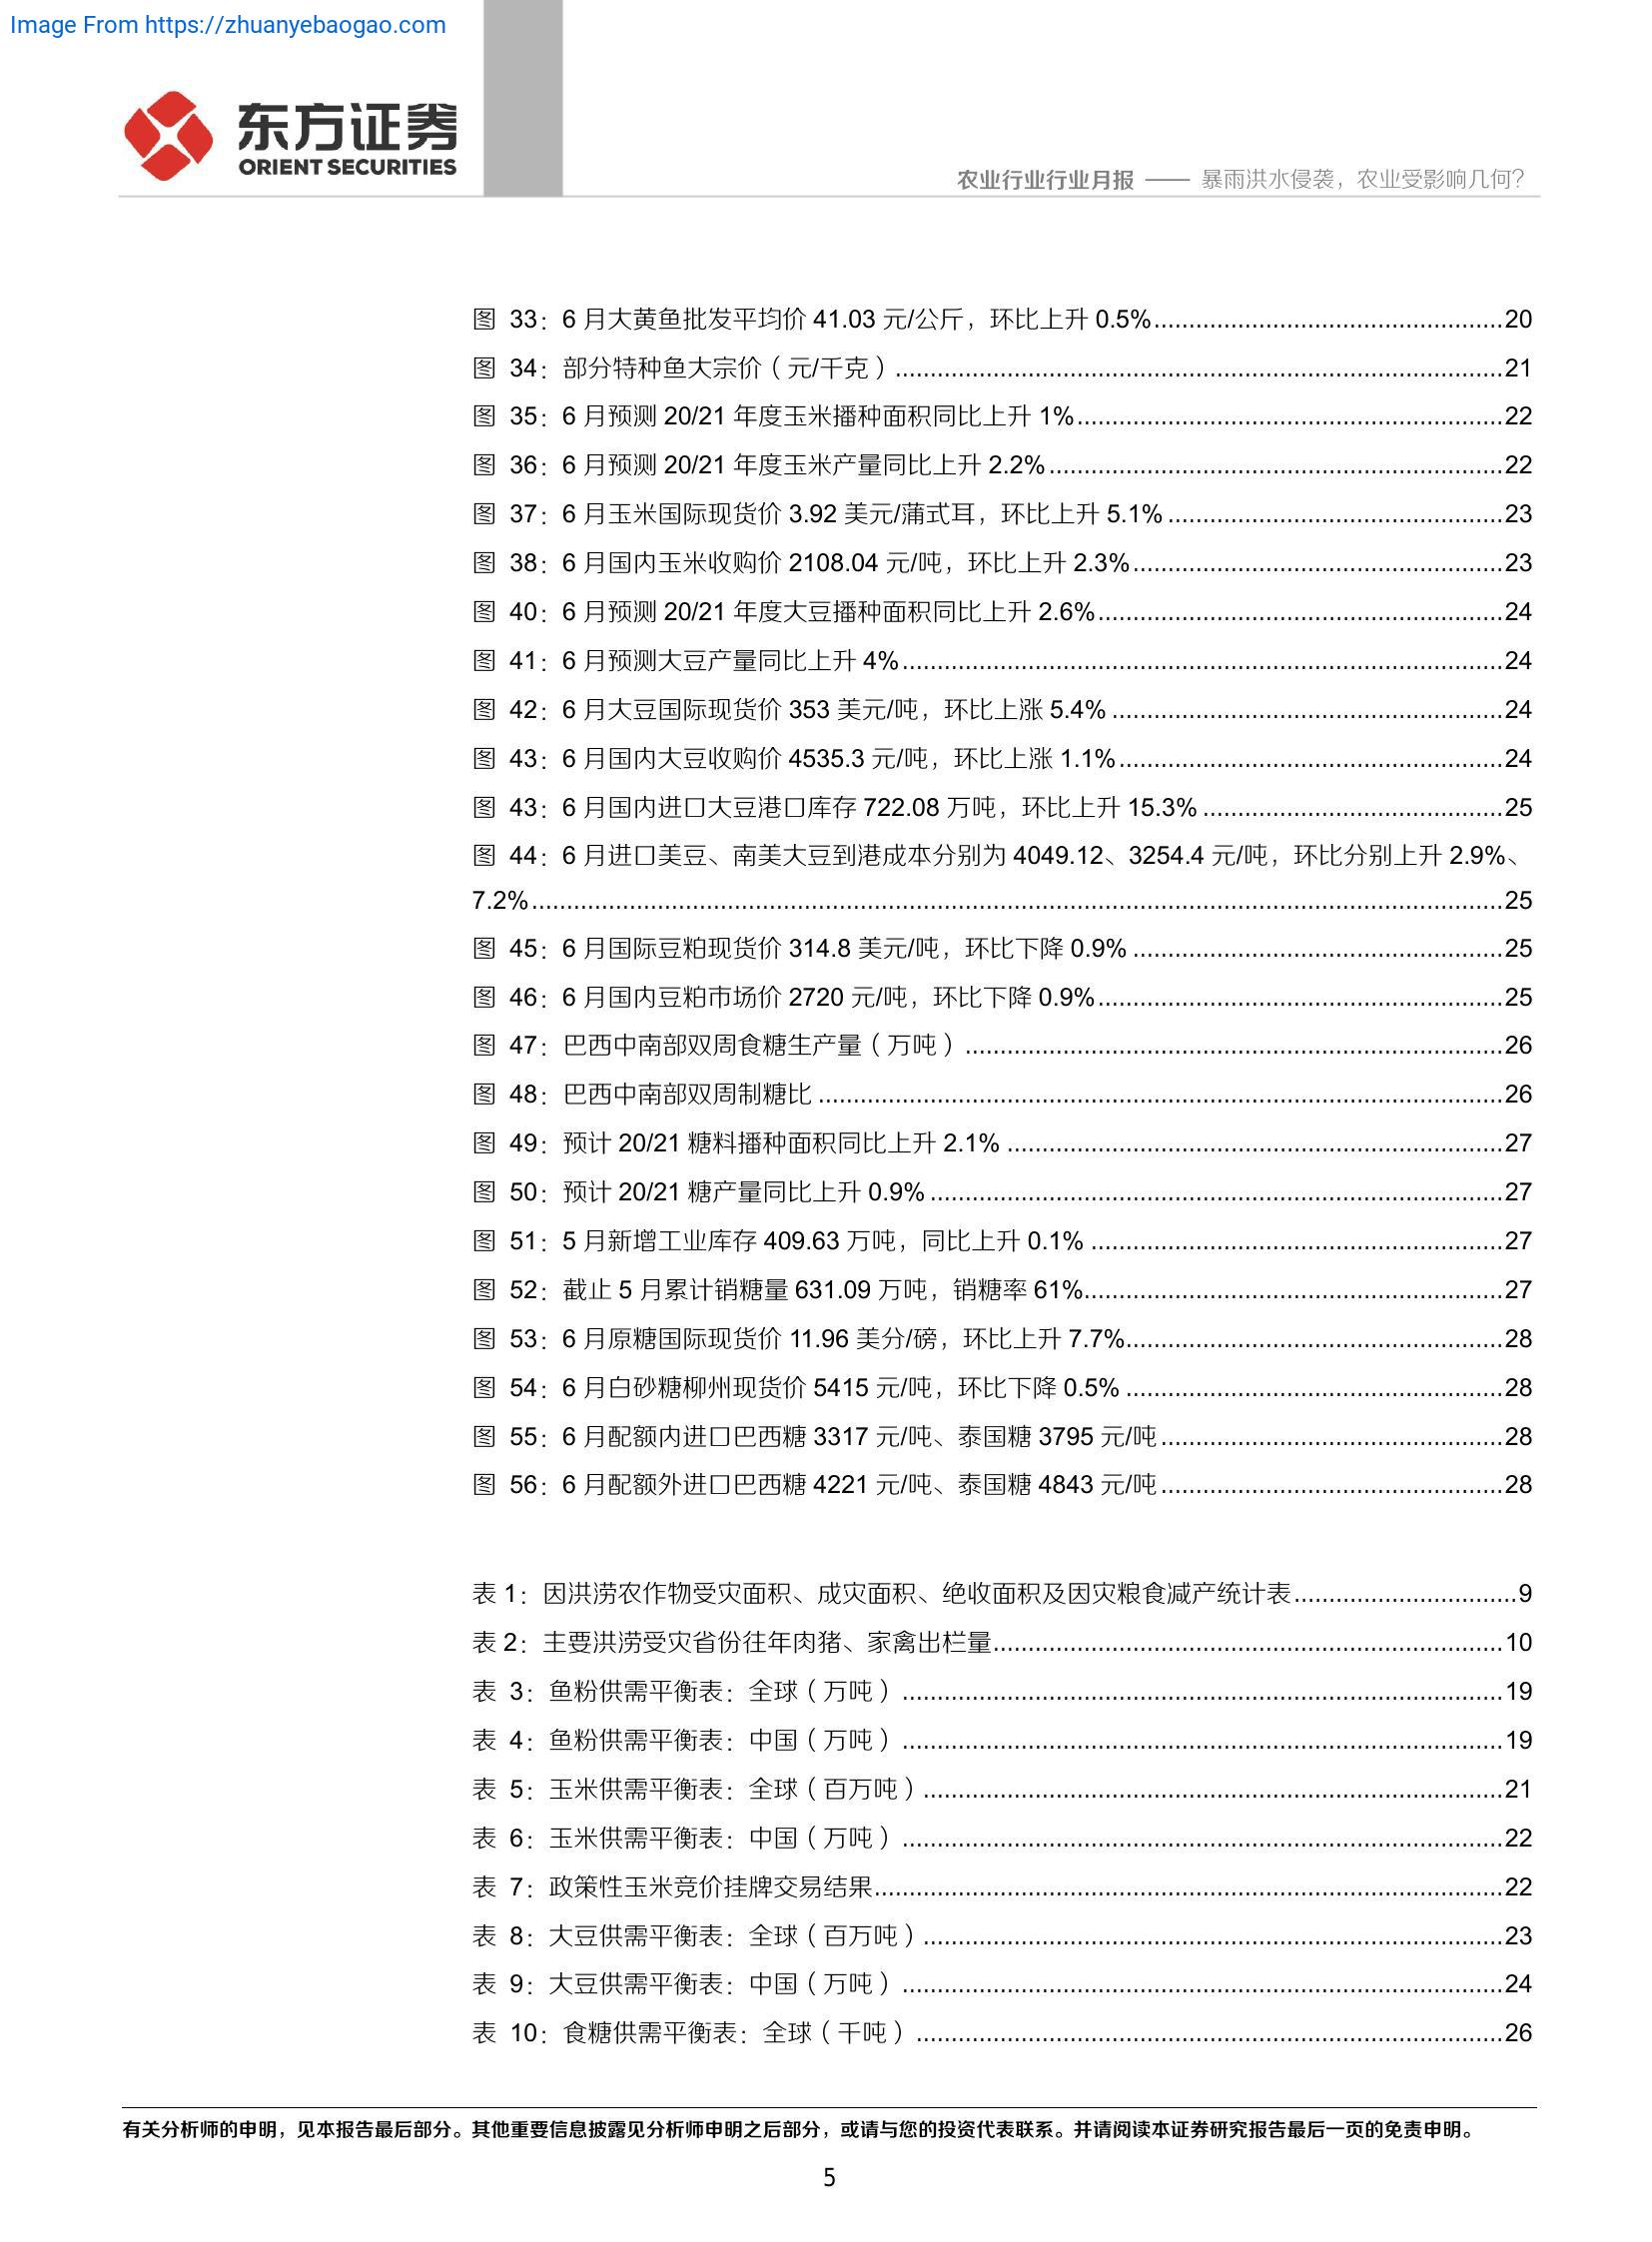 Image From https://zhuanyebaogao.com
东方证券
ORIENT SECURITIES
农业行业行业月报 —— 暴雨洪水侵袭，农业受影响几何？
图 33：6 月大黄鱼批发平均价 41.03 元/公斤，环比上升 0.5%..................................................20
图 34：部分特种鱼大宗价（元/千克）.......................................................................................21
图 35：6 月预测 20/21 年度玉米播种面积同比上升 1%.............................................................22
图 36：6 月预测 20/21 年度玉米产量同比上升 2.2%.................................................................22
图 37：6 月玉米国际现货价 3.92 美元/蒲式耳，环比上升 5.1%................................................23
图 38：6 月国内玉米收购价 2108.04 元/吨，环比上升 2.3%.....................................................23
图 40：6 月预测 20/21 年度大豆播种面积同比上升 2.6%..........................................................24
图 41：6 月预测大豆产量同比上升 4%......................................................................................24
图 42：6 月大豆国际现货价 353 美元/吨，环比上涨 5.4%........................................................24
图 43：6 月国内大豆收购价 4535.3 元/吨，环比上涨 1.1%.......................................................24
图 43：6 月国内进口大豆港口库存 722.08 万吨，环比上升 15.3%...........................................25
图 44：6 月进口美豆、南美大豆到港成本分别为 4049.12、3254.4 元/吨，环比分别上升 2.9%、
7.2%...........................................................................................................................................25
图 45：6 月国际豆粕现货价 314.8 美元/吨，环比下降 0.9%.....................................................25
图 46：6 月国内豆粕市场价 2720 元/吨，环比下降 0.9%..........................................................25
图 47：巴西中南部双周食糖生产量（万吨）.............................................................................26
图 48：巴西中南部双周制糖比..................................................................................................26
图 49：预计 20/21 糖料播种面积同比上升 2.1%.......................................................................27
图 50：预计 20/21 糖产量同比上升 0.9%..................................................................................27
图 51：5 月新增工业库存 409.63 万吨，同比上升 0.1%...........................................................27
图 52：截止 5 月累计销糖量 631.09 万吨，销糖率 61%............................................................27
图 53：6 月原糖国际现货价 11.96 美分/磅，环比上升 7.7%......................................................28
图 54：6 月白砂糖柳州现货价 5415 元/吨，环比下降 0.5%......................................................28
图 55：6 月配额内进口巴西糖 3317 元/吨、泰国糖 3795 元/吨.................................................28
图 56：6 月配额外进口巴西糖 4221 元/吨、泰国糖 4843 元/吨.................................................28
表 1：因洪涝农作物受灾面积、成灾面积、绝收面积及因灾粮食减产统计表................................9
表 2：主要洪涝受灾省份往年肉猪、家禽出栏量.........................................................................10
表 3：鱼粉供需平衡表：全球（万吨）......................................................................................19
表 4：鱼粉供需平衡表：中国（万吨）......................................................................................19
表 5：玉米供需平衡表：全球（百万吨）...................................................................................21
表 6：玉米供需平衡表：中国（万吨）......................................................................................22
表 7：政策性玉米竞价挂牌交易结果..........................................................................................22
表 8：大豆供需平衡表：全球（百万吨）...................................................................................23
表 9：大豆供需平衡表：中国（万吨）......................................................................................24
表 10：食糖供需平衡表：全球（千吨）....................................................................................26
有关分析师的申明，见本报告最后部分。其他重要信息披露见分析师申明之后部分，或请与您的投资代表联系。并请阅读本证券研究报告最后一页的免责申明。
5